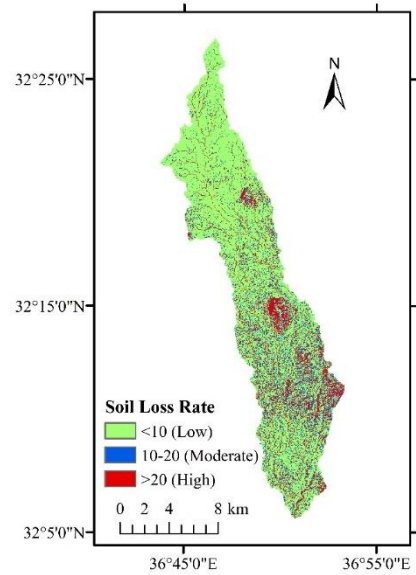 N
32°25'0"N
32°15'0"N
Soil Loss Rate
<10 (Low)
10-20 (Moderate)
>20 (High)
0 2 4 8 km
32°5'0"N
36°45'0"E 36°55'0"E